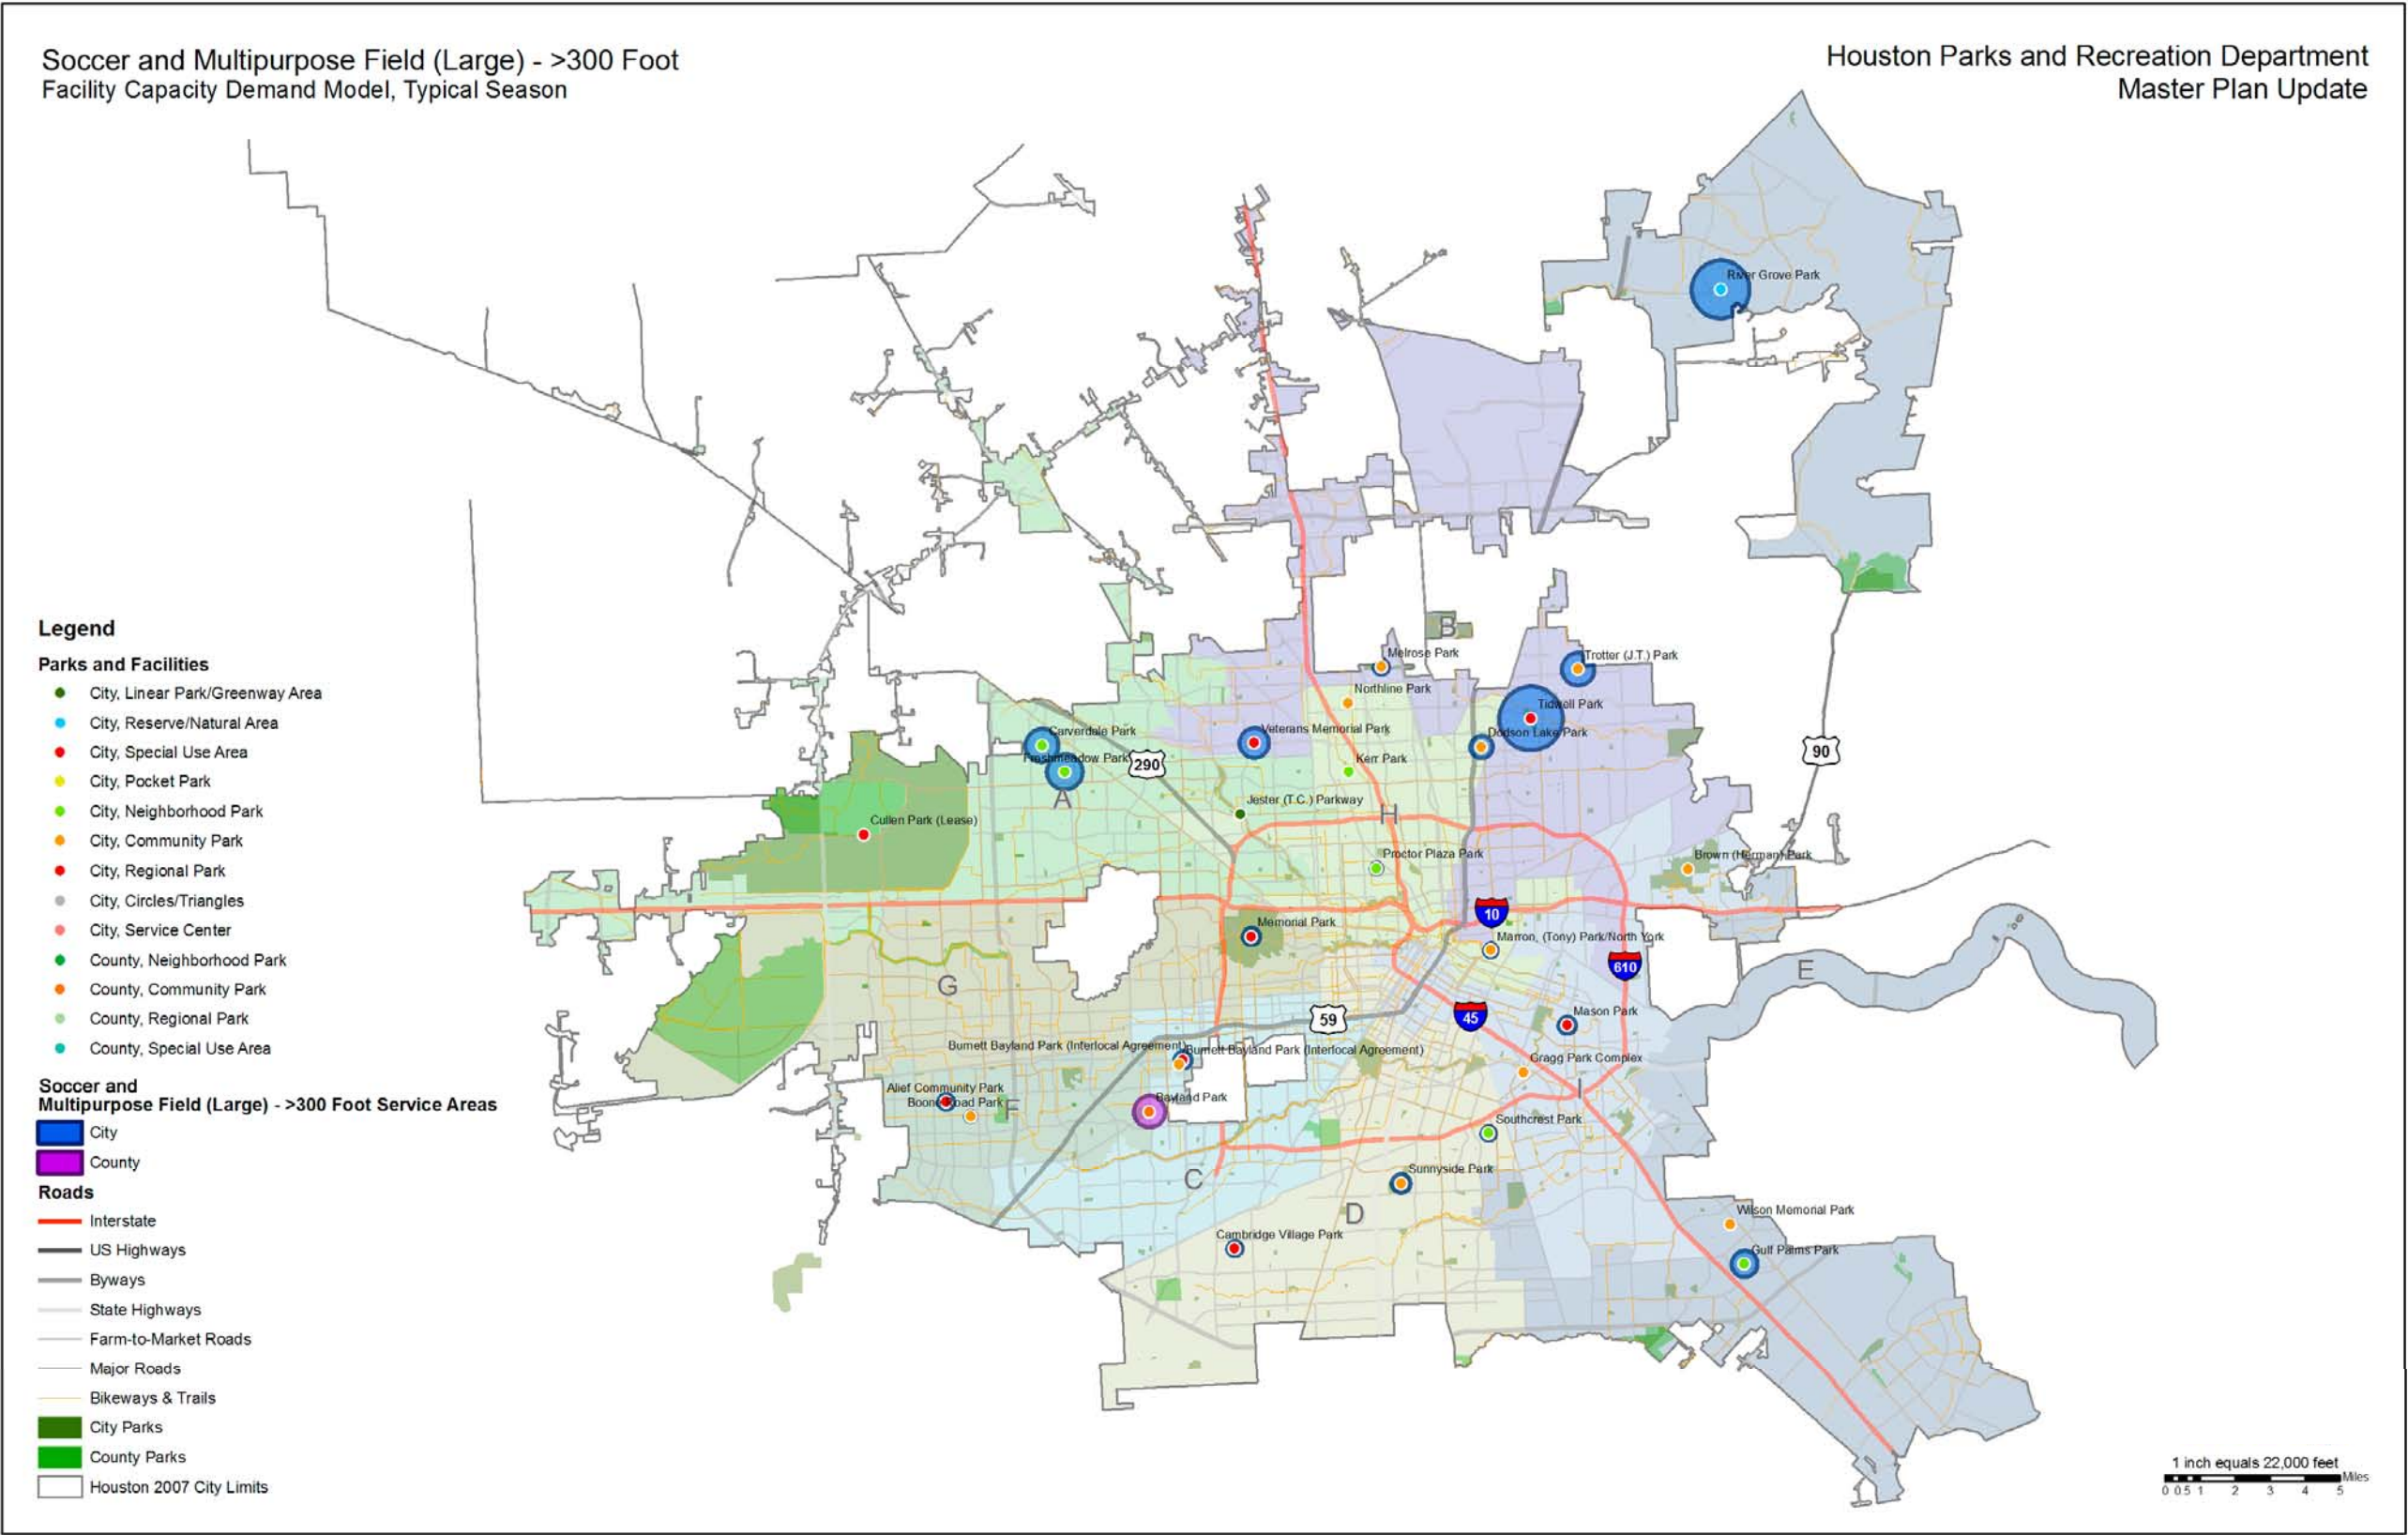 Soccer and Multipurpose Field (Large) - >300 Foot
Facility Capacity Demand Model, Typical Season
Houston Parks and Recreation Department
Master Plan Update
River Grove Park
B
Melrose Park
Trotter (J.T.) Park
Northline Park
Tidwell Park
Carverdale Park
Veterans Memorial Park
Dodson Lake Park
Freshmeadow Park
290
Kerr Park
90
A
Jester (T.C.) Parkway
H
Cullen Park (Lease)
Proctor Plaza Park
Brown (Herman) Park
10
Memorial Park
Marron, (Tony) Park/North York
610
E
G
59
45
Mason Park
Burnett Bayland Park (Interlocal Agreement)
Burnett Bayland Park (Interlocal Agreement)
Gragg Park Complex
Alief Community Park
Boone Road Park
F
Bayland Park
I
Southcrest Park
C
Sunnyside Park
D
Wilson Memorial Park
Cambridge Village Park
Gulf Palms Park
Legend
Parks and Facilities
City, Linear Park/Greenway Area
City, Reserve/Natural Area
City, Special Use Area
City, Pocket Park
City, Neighborhood Park
City, Community Park
City, Regional Park
City, Circles/Triangles
City, Service Center
County, Neighborhood Park
County, Community Park
County, Regional Park
County, Special Use Area
Soccer and
Multipurpose Field (Large) - >300 Foot Service Areas
City
County
Roads
Interstate
US Highways
Byways
State Highways
Farm-to-Market Roads
Major Roads
Bikeways & Trails
City Parks
County Parks
Houston 2007 City Limits
1 inch equals 22,000 feet
Miles
0 0.5 1 2 3 4 5